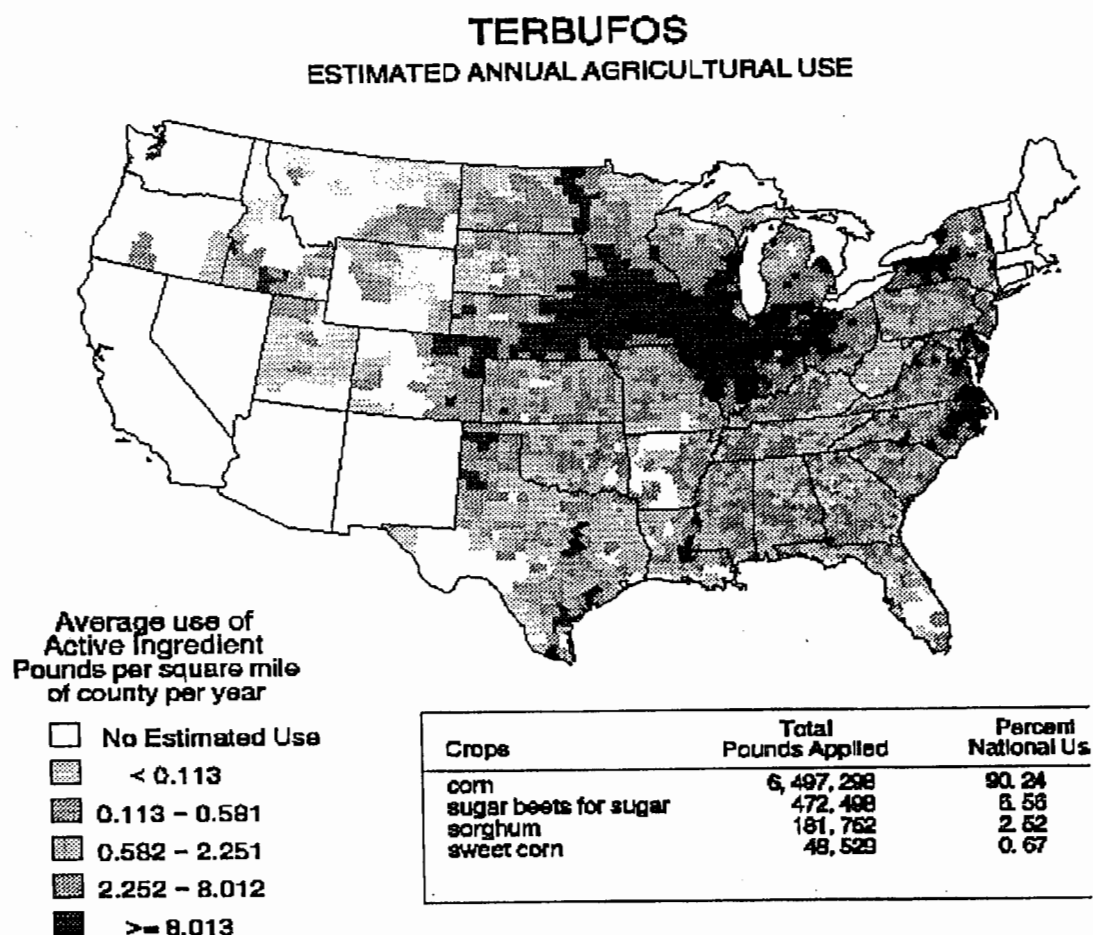 TERBUFOS
ESTIMATED ANNUAL AGRICULTURAL USE
Average use of
Active Ingredient
Pounds per square mile
of county per year
No Estimated Use
< 0.113
0.113 - 0.581
0.582 - 2.251
2.252 - 8.012
>= 8.013
Crops Total Pounds Applied Percent National Us
corn 6,497,298 90.24
sugar beets for sugar 472,498 6.56
sorghum 181,752 2.52
sweet corn 48,529 0.67